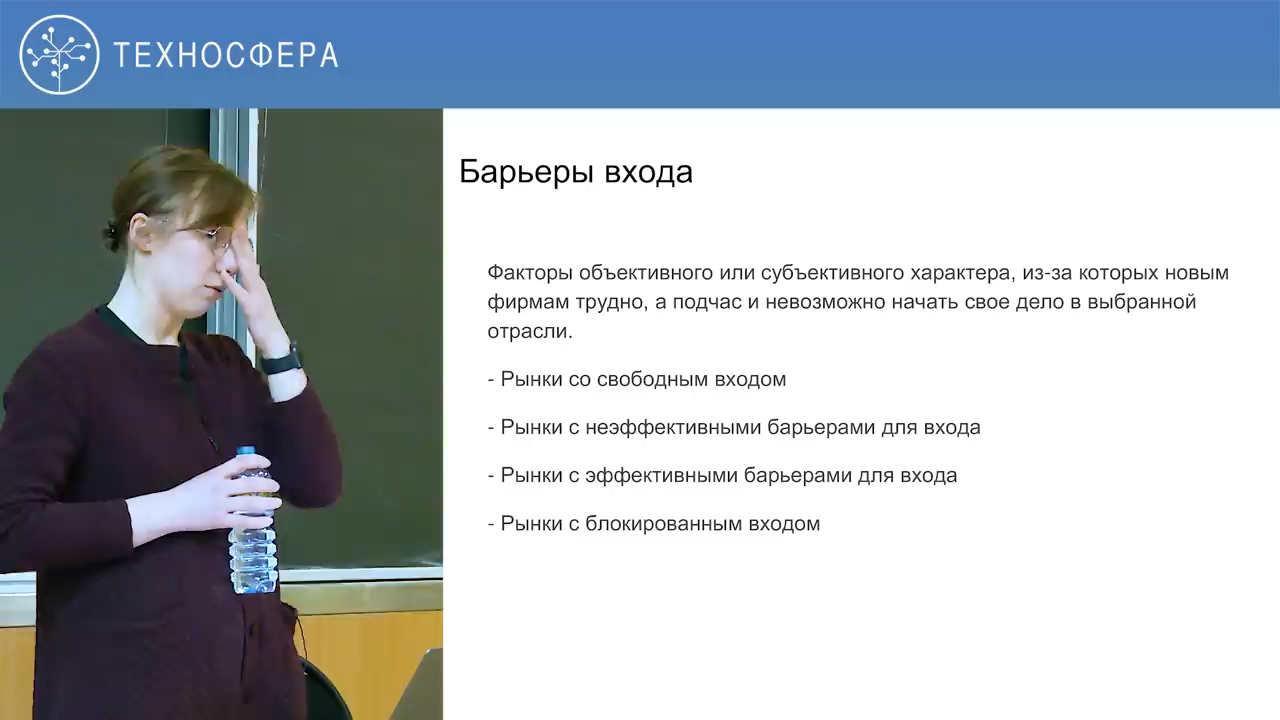 ТЕХНОСФЕРА
Барьеры входа
Факторы объективного или субъективного характера, из-за которых новым
фирмам трудно, а подчас и невозможно начать свое дело в выбранной
отрасли.
- Рынки со свободным входом
- Рынки с неэффективными барьерами для входа
- Рынки с эффективными барьерами для входа
- Рынки с блокированным входом